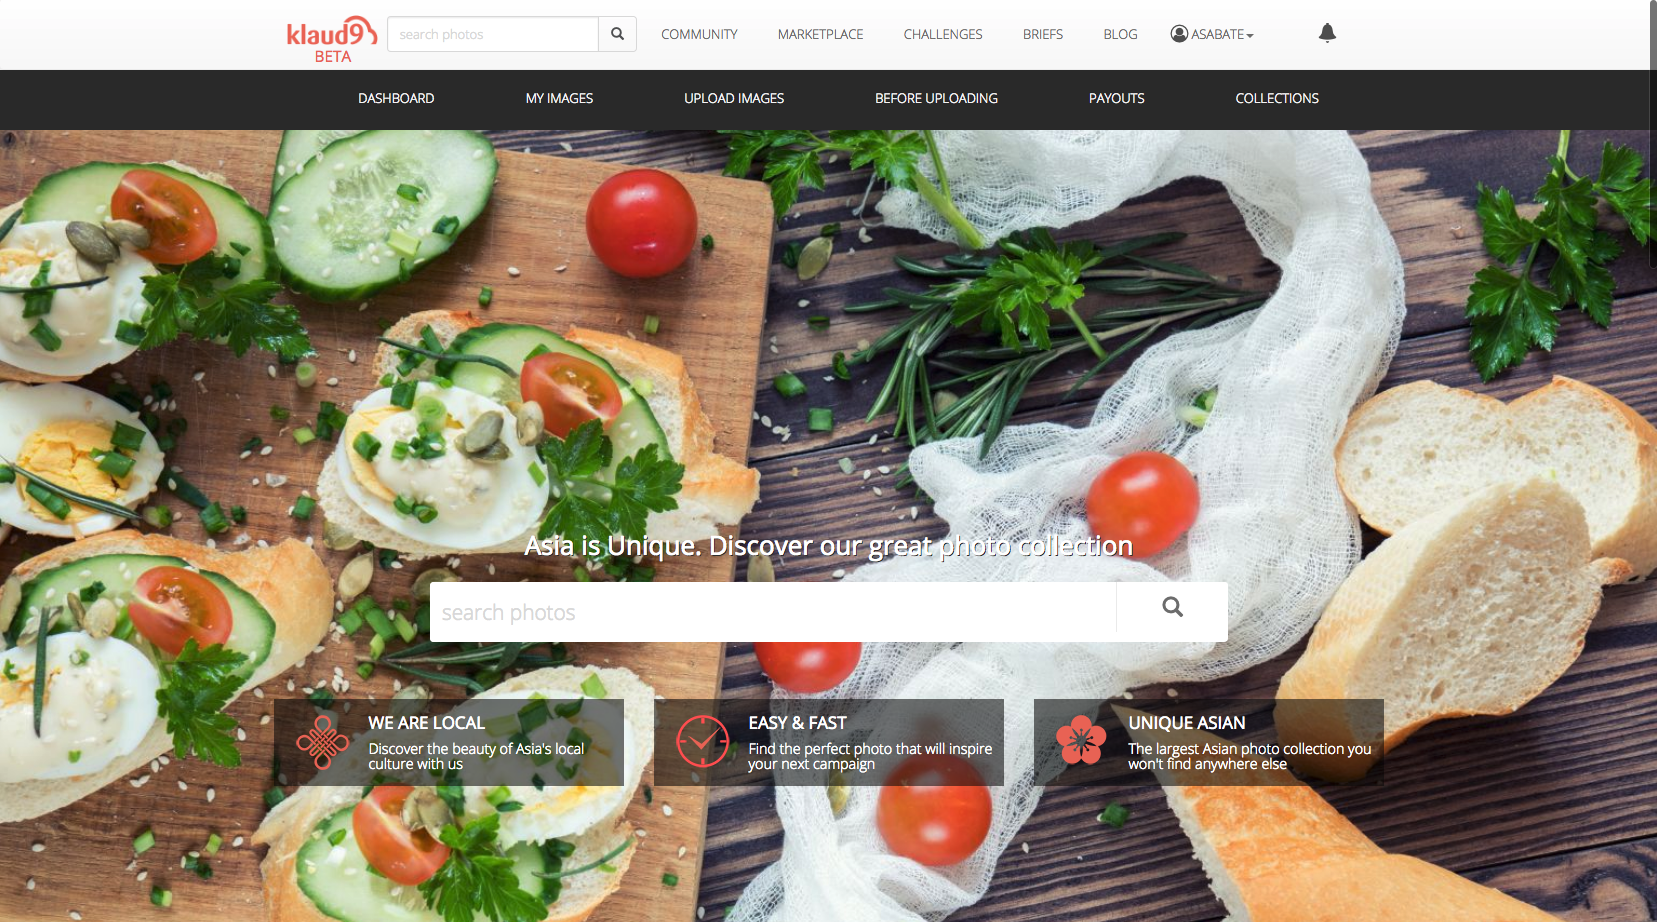 klaud9
BETA
search photos
COMMUNITY
MARKETPLACE
CHALLENGES
BRIEFS
BLOG
ASABATE
DASHBOARD
MY IMAGES
UPLOAD IMAGES
BEFORE UPLOADING
PAYOUTS
COLLECTIONS
Asia is Unique. Discover our great photo collection
search photos
WE ARE LOCAL
Discover the beauty of Asia's local
culture with us
EASY & FAST
Find the perfect photo that will inspire
your next campaign
UNIQUE ASIAN
The largest Asian photo collection you
won't find anywhere else